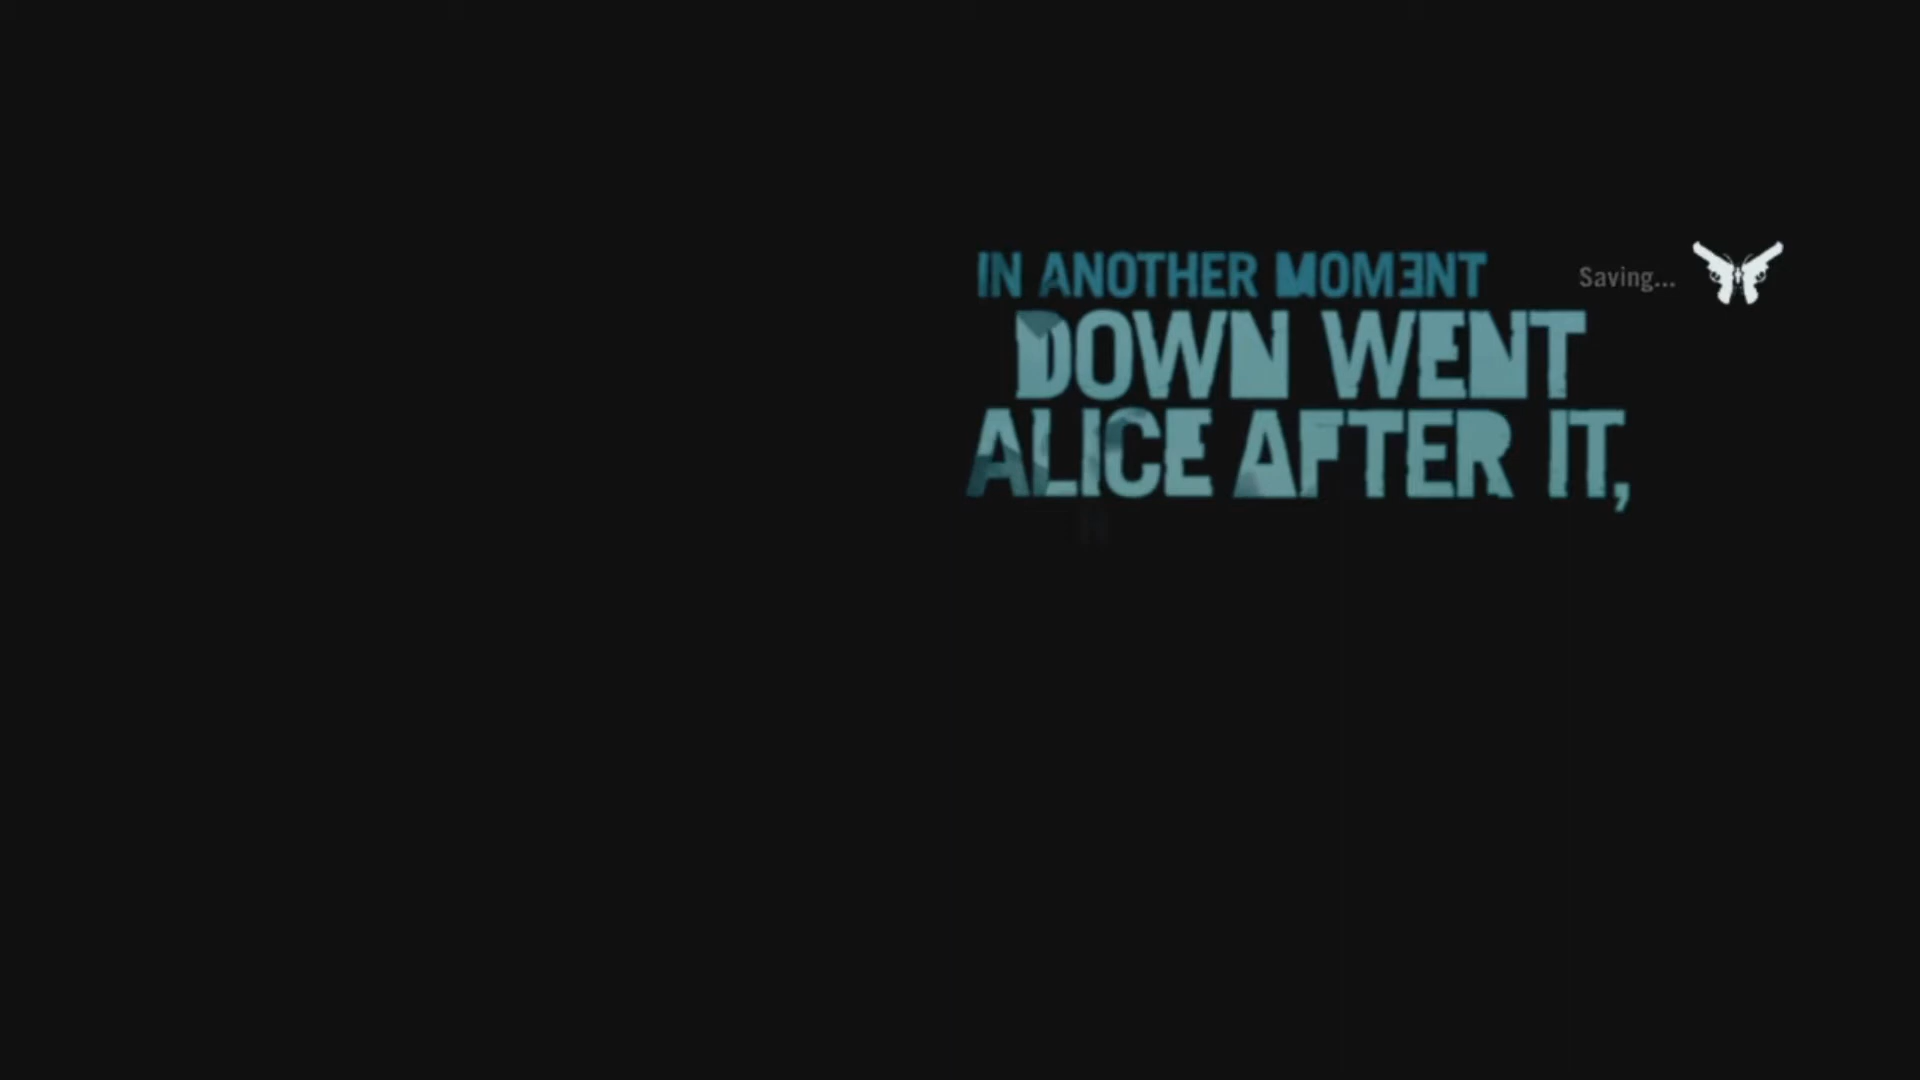 IN ANOTHER MOMENT
Saving...
DOWN WENT
ALICE AFTER IT,